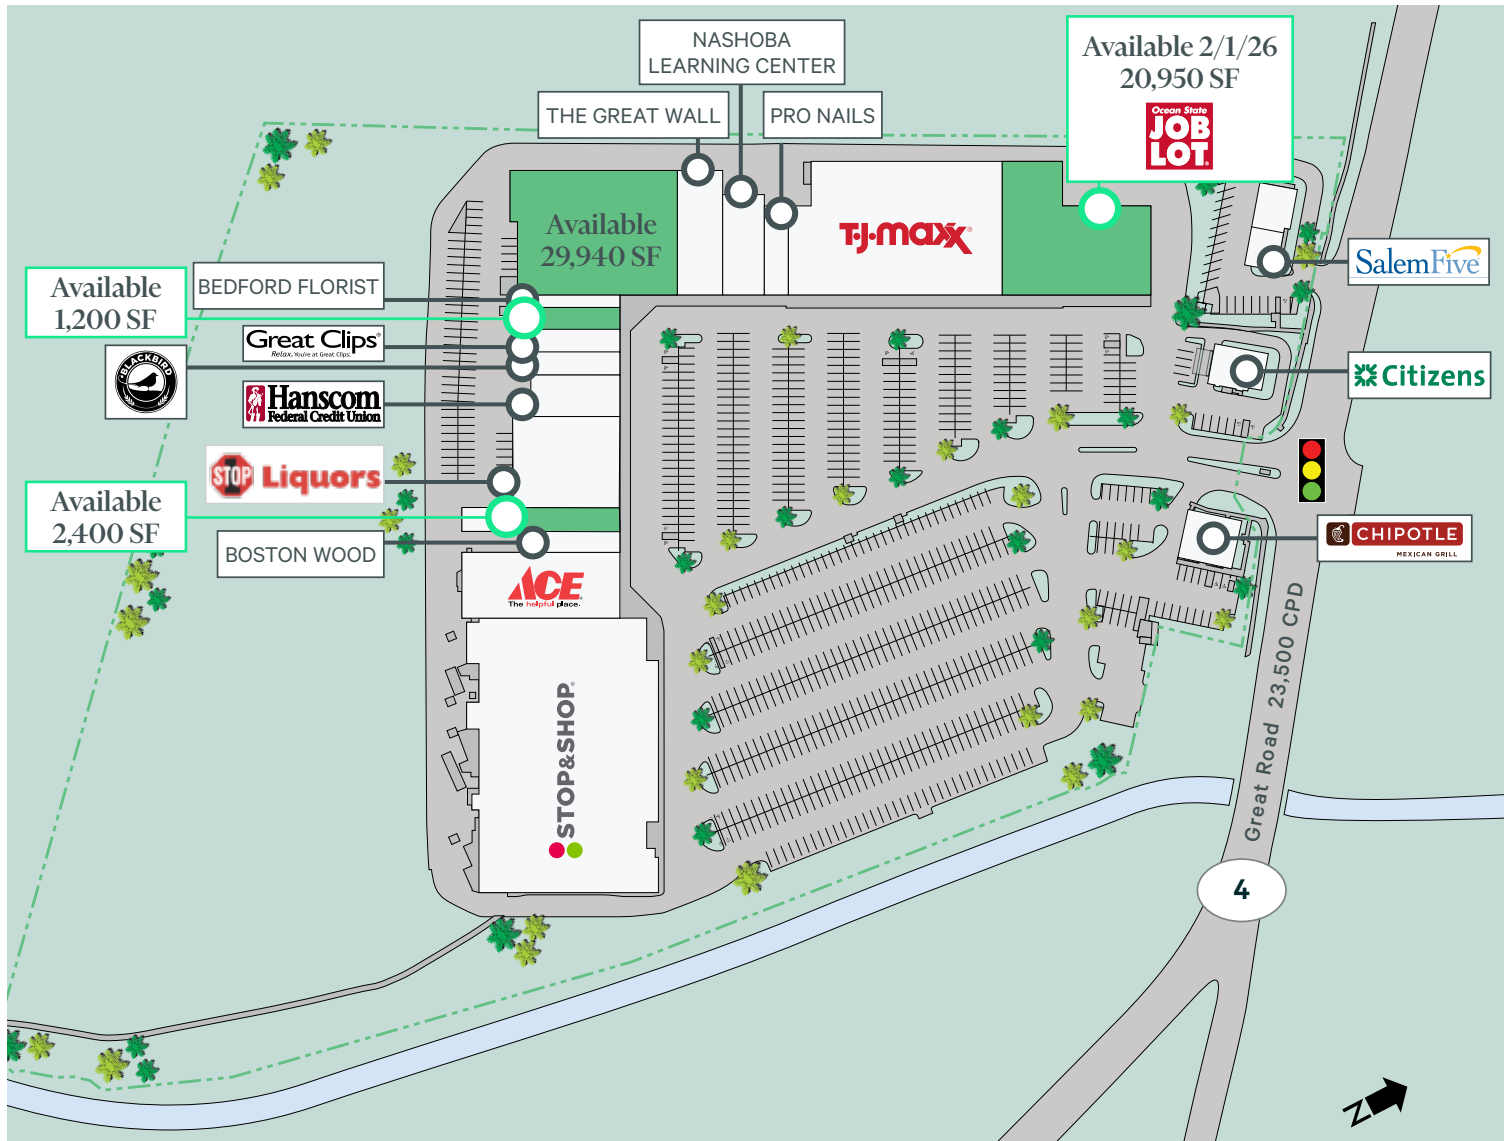 NASHOBA
LEARNING CENTER
THE GREAT WALL
PRO NAILS
Available 2/1/26
20,950 SF
Ocean State
JOB
LOT
Available
29,940 SF
T·J·maxx
SalemFive
BEDFORD FLORIST
Available
1,200 SF
Great Clips
Relax. You're at Great Clips.
BLACKBIRD
Hanscom
Federal Credit Union
Citizens
STOP Liquors
Available
2,400 SF
BOSTON WOOD
CHIPOTLE
MEXICAN GRILL
ACE
The helpful place.
STOP&SHOP
Great Road 23,500 CPD
4
N